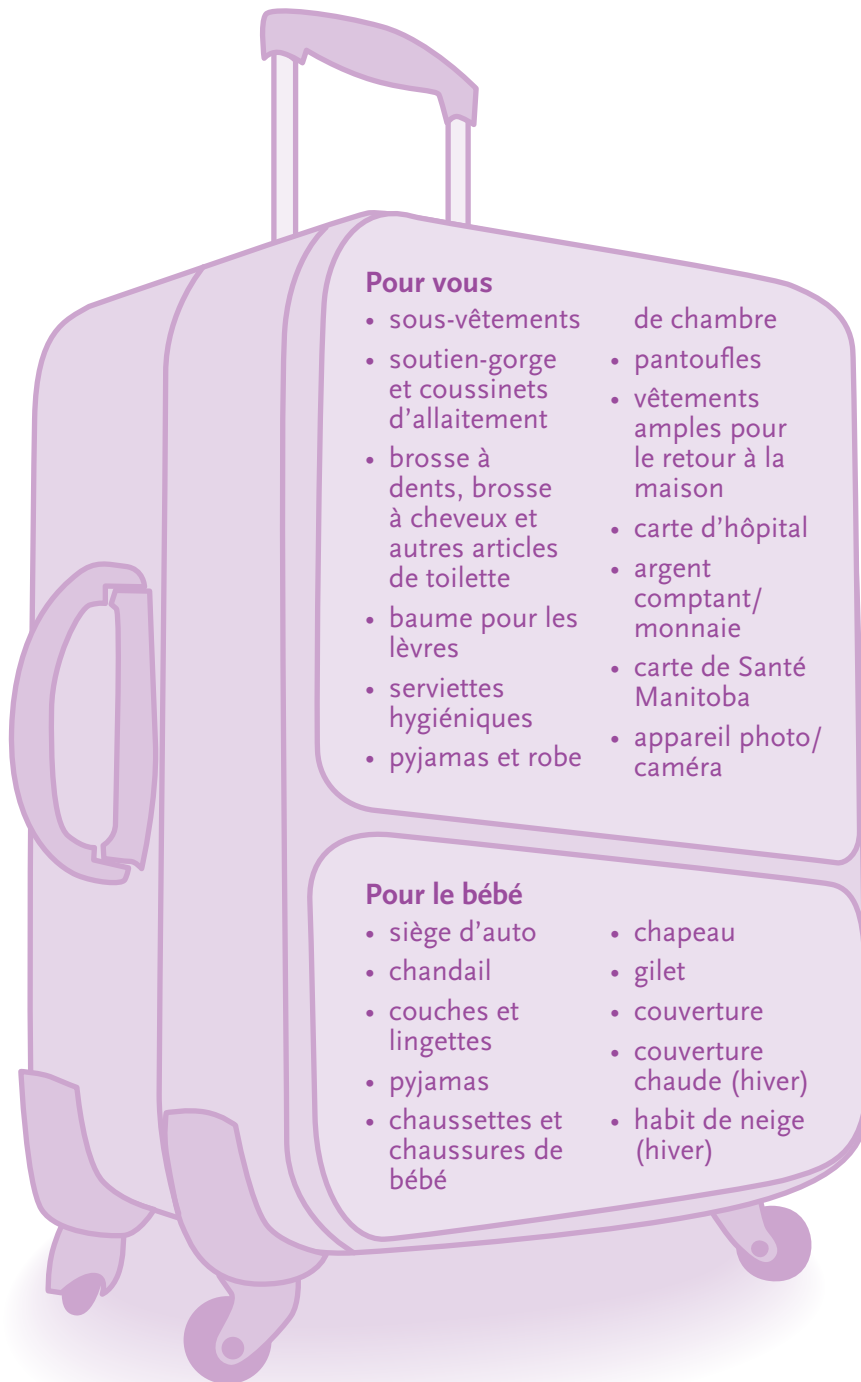 Pour vous
• sous-vêtements
• soutien-gorge
et coussinets
d'allaitement
• brosse à
dents, brosse
à cheveux et
autres articles
de toilette
• baume pour les
lèvres
• serviettes
hygiéniques
• pyjamas et robe
de chambre
• pantoufles
• vêtements
amples pour
le retour à la
maison
• carte d'hôpital
• argent
comptant/
monnaie
• carte de Santé
Manitoba
• appareil photo/
caméra
Pour le bébé
• siège d'auto
• chandail
• couches et
lingettes
• pyjamas
• chaussettes et
chaussures de
bébé
• chapeau
• gilet
• couverture
• couverture
chaude (hiver)
• habit de neige
(hiver)